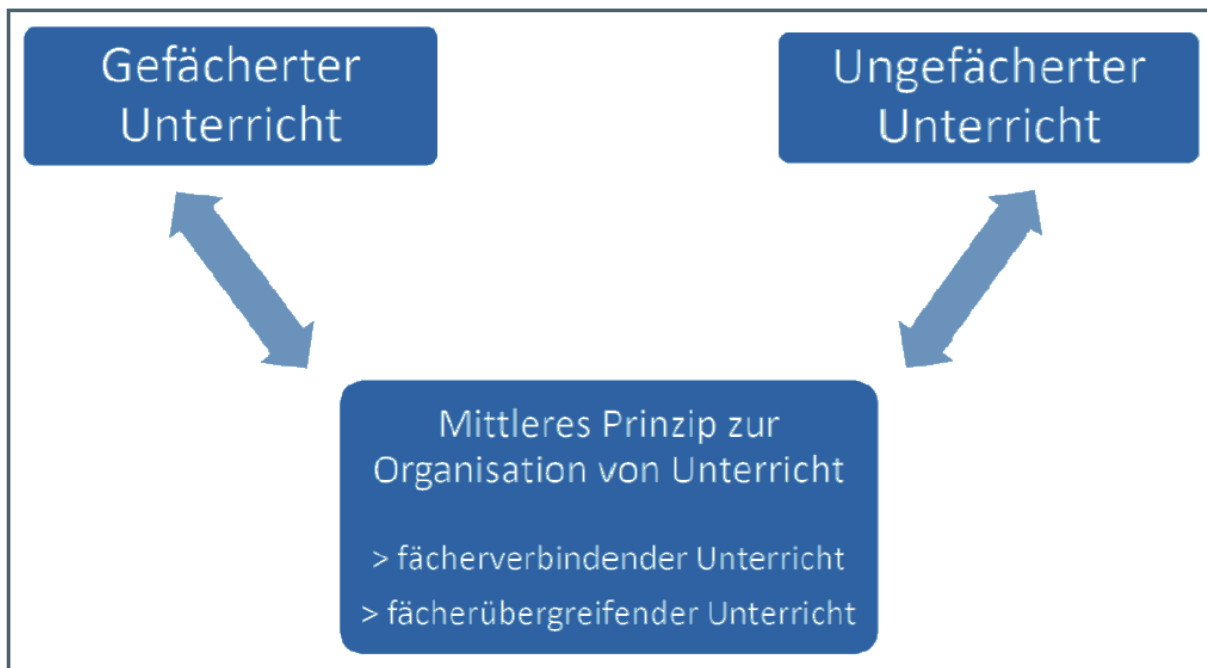 Gefächerter
Unterricht
Ungefächerter
Unterricht
Mittleres Prinzip zur
Organisation von Unterricht
> fächerverbindender Unterricht
> fächerübergreifender Unterricht